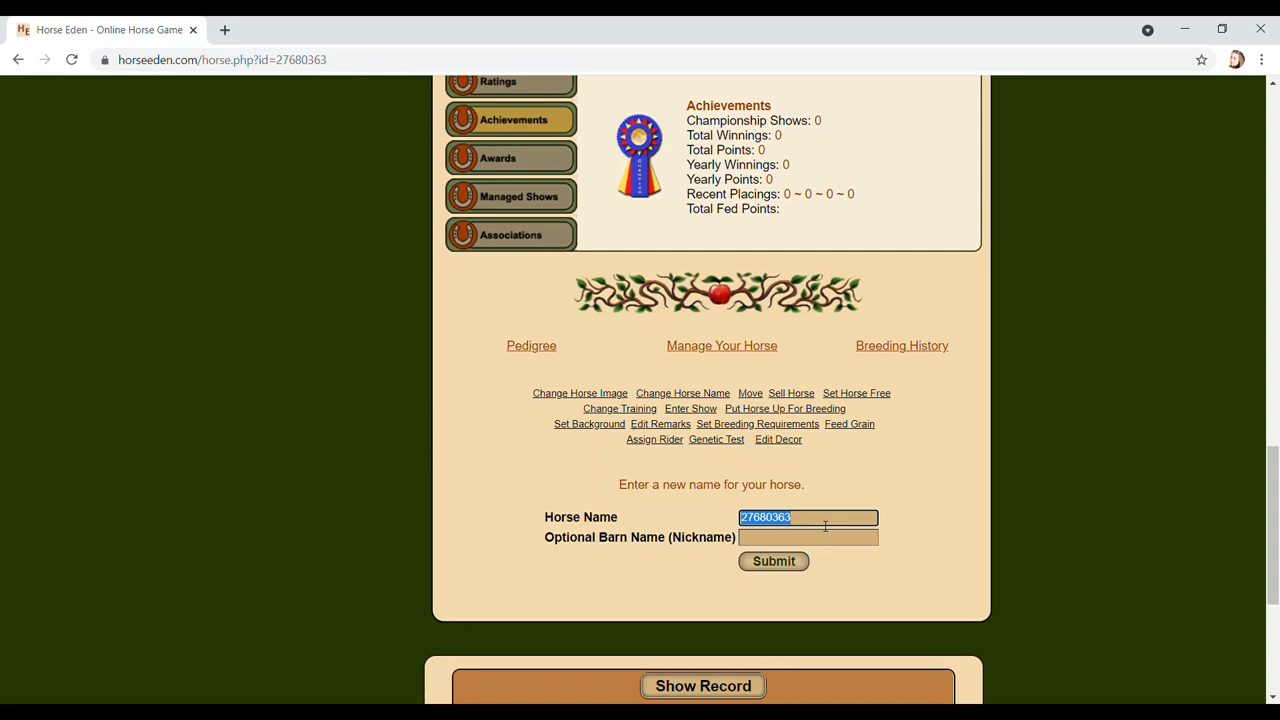 HE Horse Eden - Online Horse Game
horseeden.com/horse.php?id=27680363
Ratings
Achievements
Awards
Managed Shows
Associations
Achievements
Championship Shows: 0
Total Winnings: 0
Total Points: 0
Yearly Winnings: 0
Yearly Points: 0
Recent Placings: 0 ~ 0 ~ 0 ~ 0
Total Fed Points:
Pedigree Manage Your Horse Breeding History
Change Horse Image Change Horse Name Move Sell Horse Set Horse Free
Change Training Enter Show Put Horse Up For Breeding
Set Background Edit Remarks Set Breeding Requirements Feed Grain
Assign Rider Genetic Test Edit Decor
Enter a new name for your horse.
Horse Name 27680363
Optional Barn Name (Nickname)
Submit
Show Record